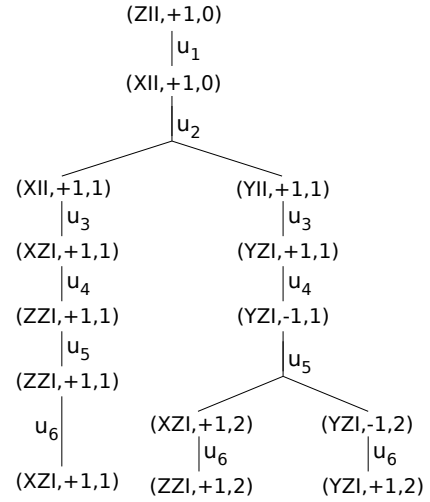 (ZII,+1,0)
u1
(XII,+1,0)
u2
(XII,+1,1) (YII,+1,1)
u3 u3
(XZI,+1,1) (YZI,+1,1)
u4 u4
(ZZI,+1,1) (YZI,-1,1)
u5 u5
(ZZI,+1,1)
(XZI,+1,2) (YZI,-1,2)
u6 u6 u6
(XZI,+1,1) (ZZI,+1,2) (YZI,+1,2)